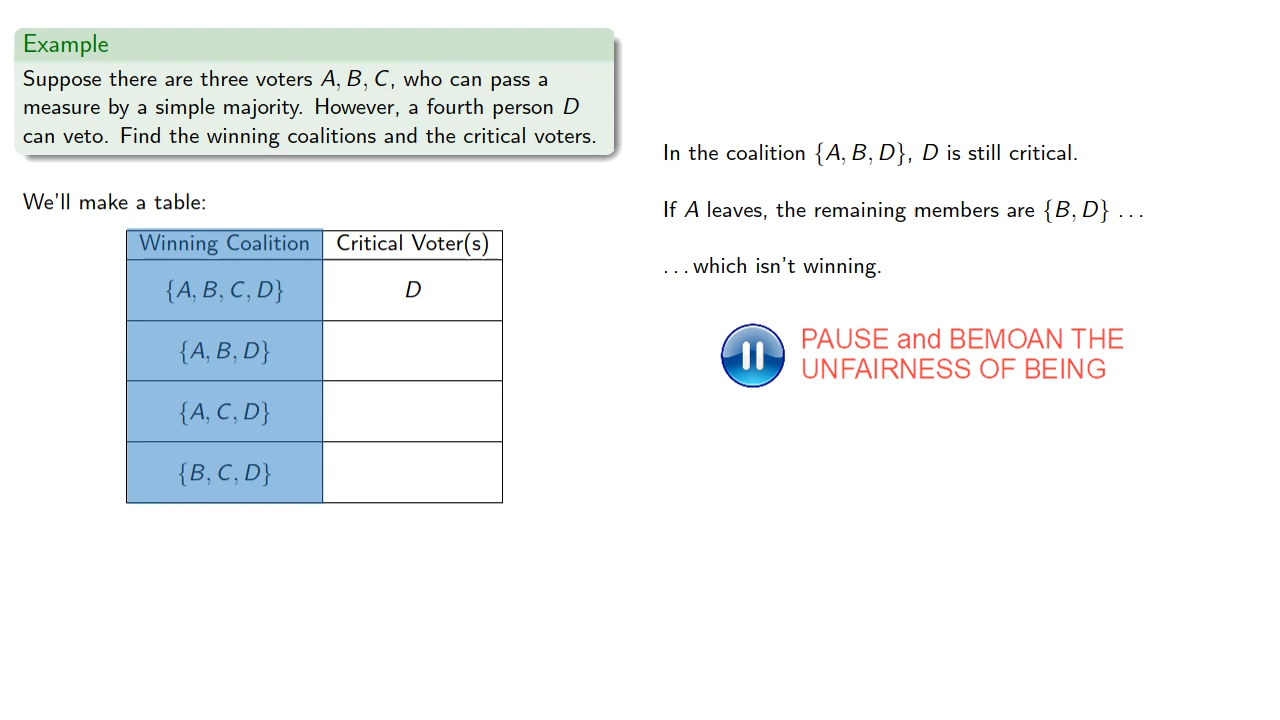 Example
Suppose there are three voters A, B, C, who can pass a
measure by a simple majority. However, a fourth person D
can veto. Find the winning coalitions and the critical voters.
We'll make a table:
Winning Coalition Critical Voter(s)
{A, B, C, D} D
{A, B, D}
{A, C, D}
{B, C, D}
In the coalition {A, B, D}, D is still critical.
If A leaves, the remaining members are {B, D} ...
...which isn't winning.
PAUSE and BEMOAN THE
UNFAIRNESS OF BEING